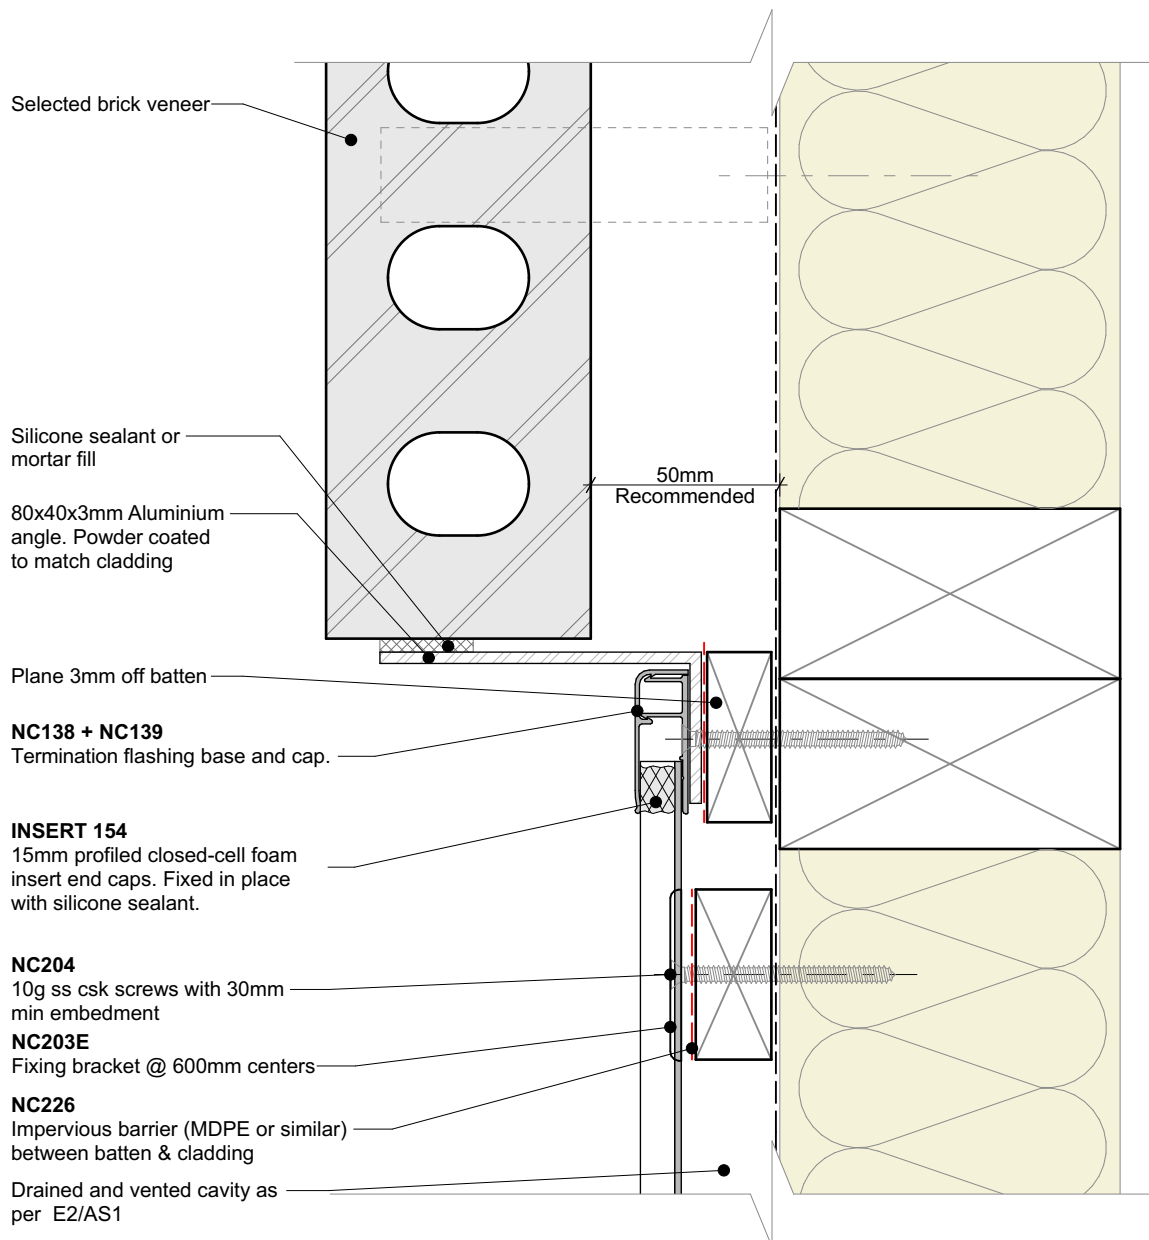 Selected brick veneer
Silicone sealant or
mortar fill
50mm
Recommended
80x40x3mm Aluminium
angle. Powder coated
to match cladding
Plane 3mm off batten
NC138 + NC139
Termination flashing base and cap.
INSERT 154
15mm profiled closed-cell foam
insert end caps. Fixed in place
with silicone sealant.
NC204
10g ss csk screws with 30mm
min embedment
NC203E
Fixing bracket @ 600mm centers
NC226
Impervious barrier (MDPE or similar)
between batten & cladding
Drained and vented cavity as
per  E2/AS1